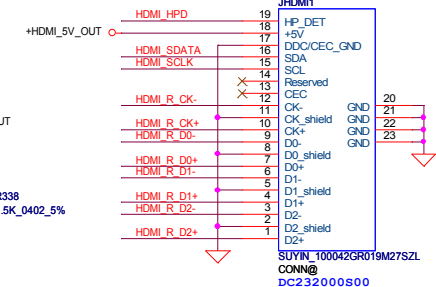 JHDMI1
HDMI_HPD 19 HP_DET
+HDMI_5V_OUT 18 +5V
17 DDC/CEC_GND
HDMI_SDATA 16 SDA
HDMI_SCLK 15 SCL
14 Reserved
13 CEC
HDMI_R_CK- 12 CK- GND 20
11 CK_shield GND 21
HDMI_R_CK+ 10 CK+ GND 22
HDMI_R_D0- 9 D0- GND 23
8 D0_shield
HDMI_R_D0+ 7 D0+
HDMI_R_D1- 6 D1-
5 D1_shield
HDMI_R_D1+ 4 D1+
HDMI_R_D2- 3 D2-
2 D2_shield
HDMI_R_D2+ 1 D2+
UT
R338
.5K_0402_5%
SUYIN_100042GR019M27SZL
CONN@
DC232000S00